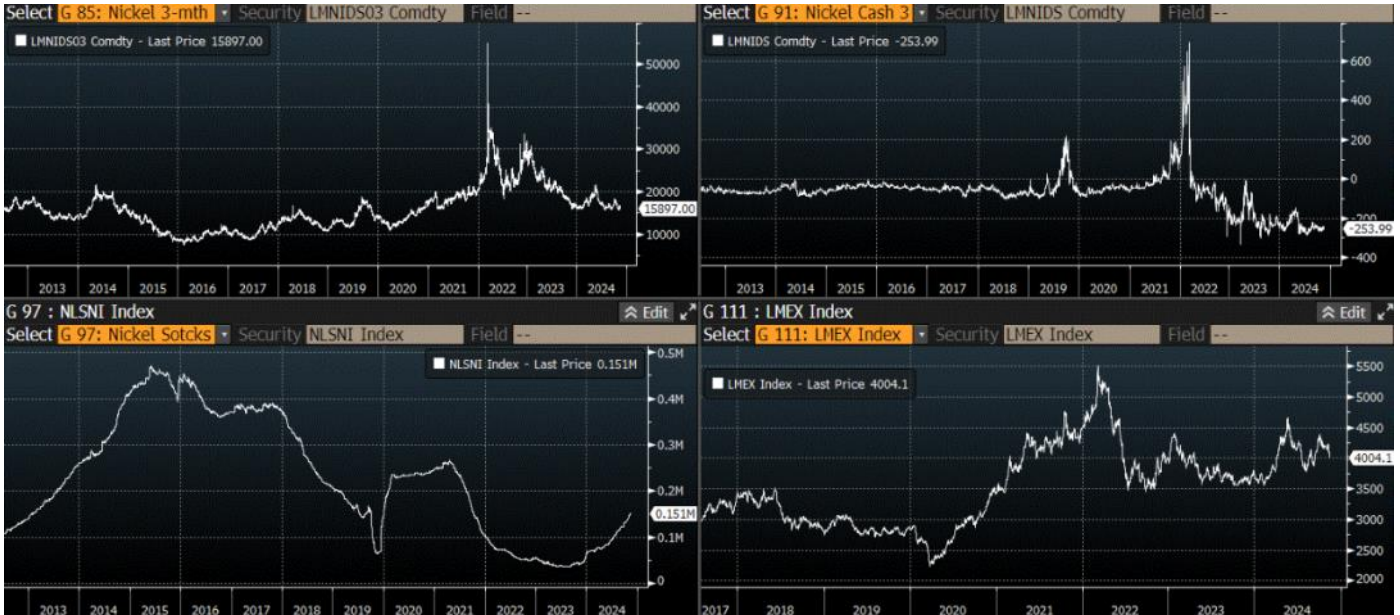 Select G 85: Nickel 3-mth Security LMNIDS03 Comdty Field --
LMNIDS03 Comdty - Last Price 15897.00
50000
40000
30000
20000
15897.00
10000
2013 2014 2015 2016 2017 2018 2019 2020 2021 2022 2023 2024
Select G 91: Nickel Cash 3 Security LMNIDS Comdty Field --
LMNIDS Comdty - Last Price -253.99
600
400
200
0
-200
-253.99
-400
2013 2014 2015 2016 2017 2018 2019 2020 2021 2022 2023 2024
G 97 : NLSNI Index Edit
Select G 97: Nickel Sotcks Security NLSNI Index Field --
NLSNI Index - Last Price 0.151M
0.5M
0.4M
0.3M
0.2M
0.151M
0.1M
0
2013 2014 2015 2016 2017 2018 2019 2020 2021 2022 2023 2024
G 111 : LMEX Index Edit
Select G 111: LMEX Index Security LMEX Index Field --
LMEX Index - Last Price 4004.1
5500
5000
4500
4004.1
3500
3000
2500
2000
2017 2018 2019 2020 2021 2022 2023 2024